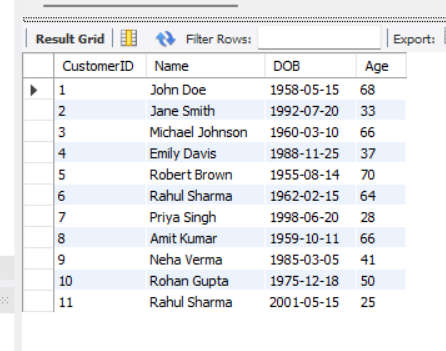 Result Grid Filter Rows: Export:
CustomerID Name DOB Age
1 John Doe 1958-05-15 68
2 Jane Smith 1992-07-20 33
3 Michael Johnson 1960-03-10 66
4 Emily Davis 1988-11-25 37
5 Robert Brown 1955-08-14 70
6 Rahul Sharma 1962-02-15 64
7 Priya Singh 1998-06-20 28
8 Amit Kumar 1959-10-11 66
9 Neha Verma 1985-03-05 41
10 Rohan Gupta 1975-12-18 50
11 Rahul Sharma 2001-05-15 25